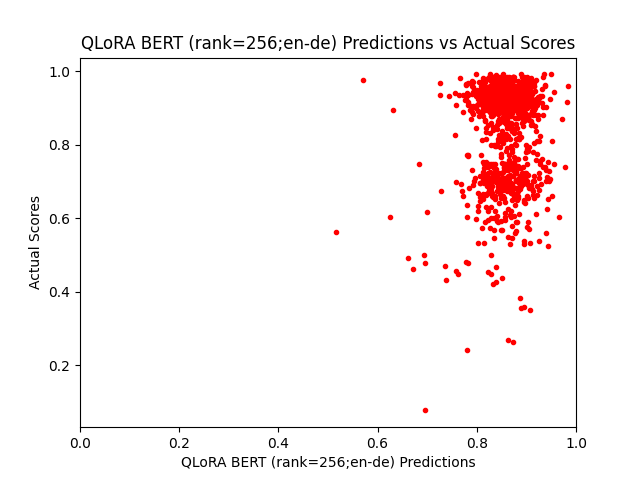 QLoRA BERT (rank=256;en-de) Predictions vs Actual Scores
1.0
0.8
0.6
0.4
0.2
Actual Scores
0.0 0.2 0.4 0.6 0.8 1.0
QLoRA BERT (rank=256;en-de) Predictions